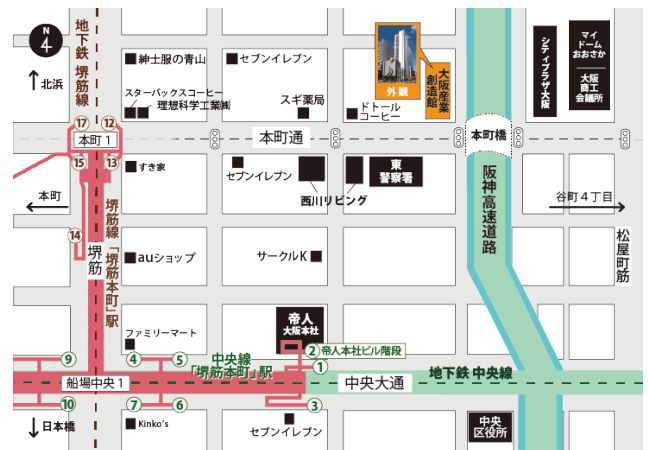 N
地下鉄 堺筋線
北浜
紳士服の青山
セブンイレブン
外観
大阪産業
創造館
シティプラザ大阪
マイ
ドーム
おおさか
大阪
商工
会議所
スターバックスコーヒー
理想科学工業㈱
スギ薬局
ドトール
コーヒー
17
12
本町1
本町通
本町橋
15
13
すき家
セブンイレブン
西川リビング
東
警察署
阪神高速道路
谷町4丁目
本町
堺筋線「堺筋本町」駅
14
堺筋
auショップ
サークルK
松屋町筋
帝人
大阪本社
ファミリーマート
2 帝人本社ビル階段
9
4
5
中央線
「堺筋本町」駅
1
船場中央1
中央大通
地下鉄 中央線
10
7
6
3
日本橋
Kinko's
セブンイレブン
中央
区役所